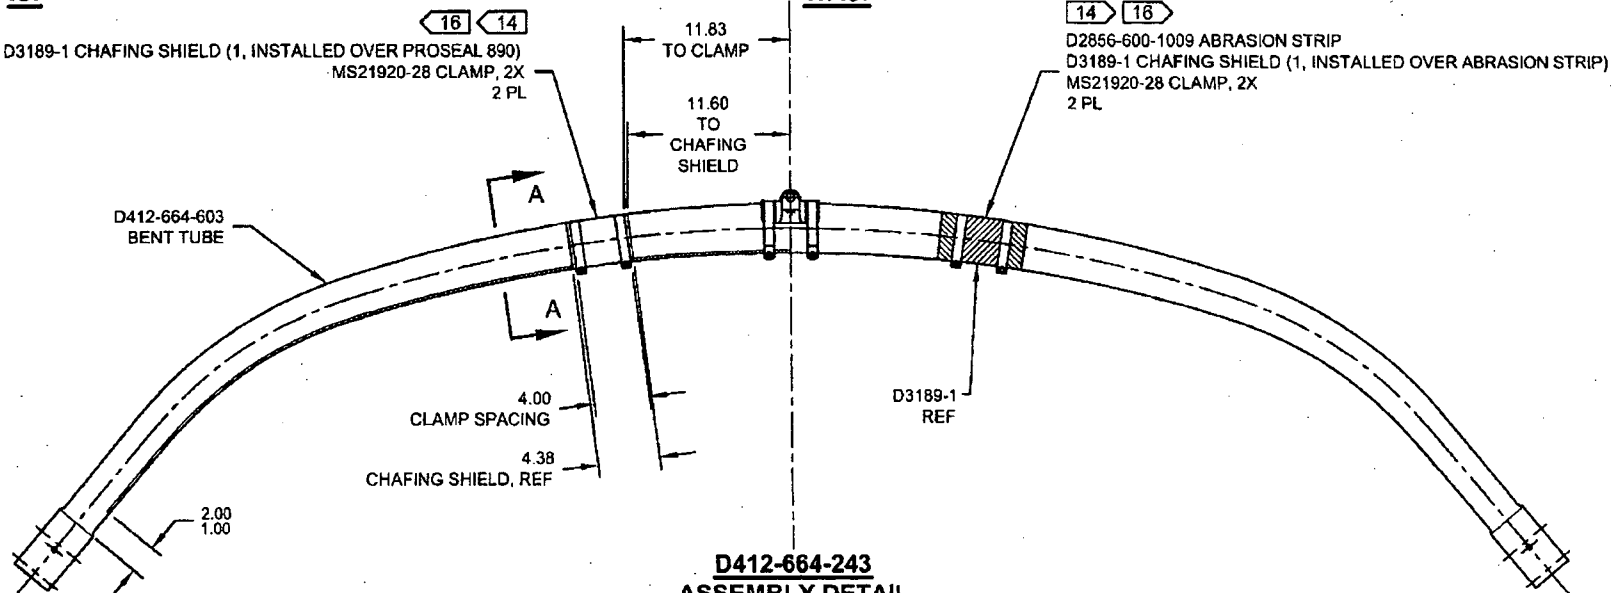 16 14
D3189-1 CHAFING SHIELD (1, INSTALLED OVER PROSEAL 890)
MS21920-28 CLAMP, 2X
2 PL
11.83
TO CLAMP
11.60
TO
CHAFING
SHIELD
14 16
D2856-600-1009 ABRASION STRIP
D3189-1 CHAFING SHIELD (1, INSTALLED OVER ABRASION STRIP)
MS21920-28 CLAMP, 2X
2 PL
A
D412-664-603
BENT TUBE
A
4.00
CLAMP SPACING
4.38
CHAFING SHIELD, REF
D3189-1
REF
2.00
1.00
D412-664-243
ASSEMBLY DETAIL